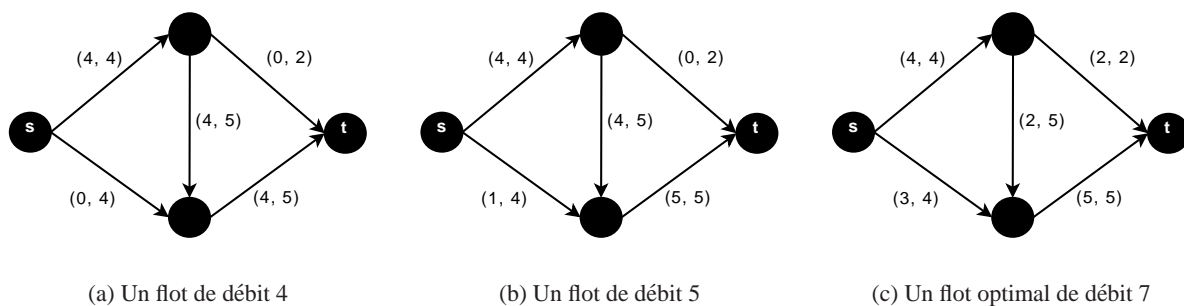 (4, 4)
(0, 2)
s
(4, 5)
t
(0, 4)
(4, 5)
(a) Un flot de débit 4
(4, 4)
(0, 2)
s
(4, 5)
t
(1, 4)
(5, 5)
(b) Un flot de débit 5
(4, 4)
(2, 2)
s
(2, 5)
t
(3, 4)
(5, 5)
(c) Un flot optimal de débit 7